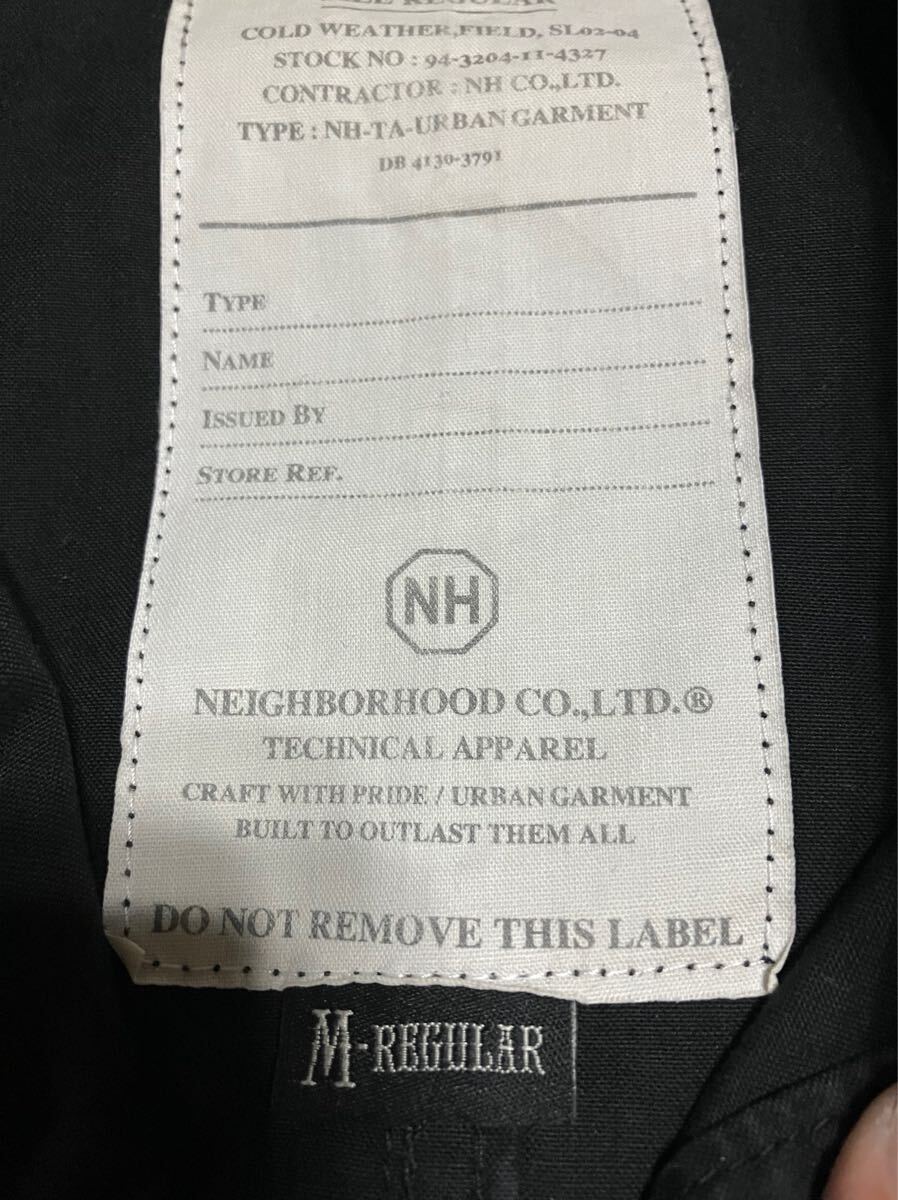 REGULAR
COLD WEATHER,FIELD, SL02-04
STOCK NO : 94-3204-11-4327
CONTRACTOR : NH CO.,LTD.
TYPE : NH-TA-URBAN GARMENT
DB 4130-3791
TYPE
NAME
ISSUED BY
STORE REF.
NH
NEIGHBORHOOD CO.,LTD.®
TECHNICAL APPAREL
CRAFT WITH PRIDE / URBAN GARMENT
BUILT TO OUTLAST THEM ALL
DO NOT REMOVE THIS LABEL
M-REGULAR